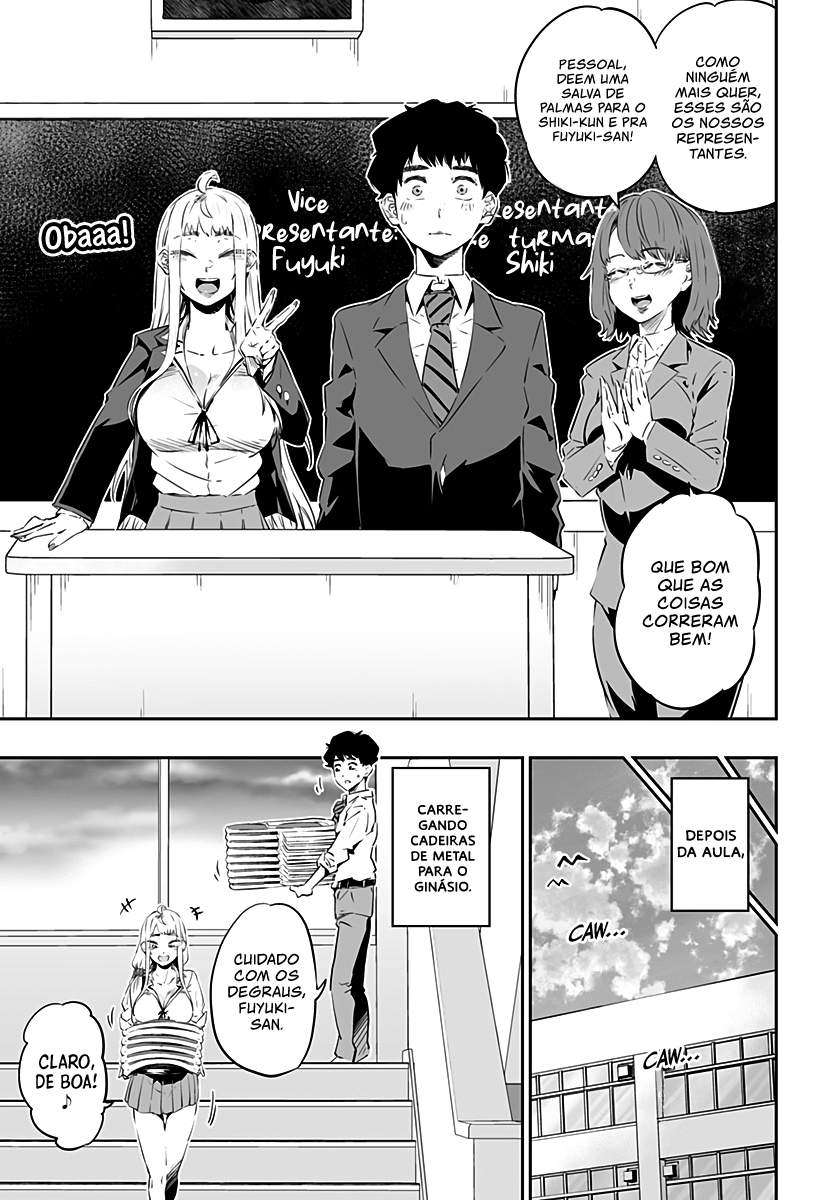 COMO
NINGUÉM
MAIS QUER,
ESSES SÃO
OS NOSSOS
REPRESEN-
TANTES.
PESSOAL,
DEEM UMA
SALVA DE
PALMAS PARA O
SHIKI-KUN E PRA
FUYUKI-SAN!
esentant
e turma
Shiki
Vice
resentante:
Fuyuki
Obaaa!
QUE BOM
QUE AS
COISAS
CORRERAM
BEM!
DEPOIS
DA AULA,
CAW...
CAW...
CARRE-
GANDO
CADEIRAS
DE METAL
PARA O
GINÁSIO.
CUIDADO
COM OS
DEGRAUS,
FUYUKI-
SAN.
CLARO,
DE BOA!
♪